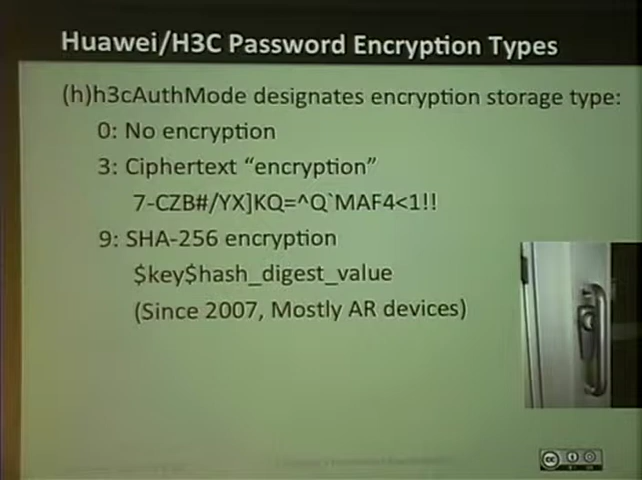 Huawei/H3C Password Encryption Types
(h)h3cAuthMode designates encryption storage type:
0: No encryption
3: Ciphertext “encryption”
7-CZB#/YX]KQ=^Q`MAF4<1!!
9: SHA-256 encryption
$key$hash_digest_value
(Since 2007, Mostly AR devices)